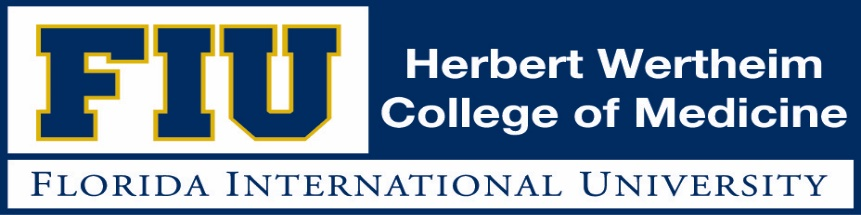 FIU
Herbert Wertheim
College of Medicine
FLORIDA INTERNATIONAL UNIVERSITY